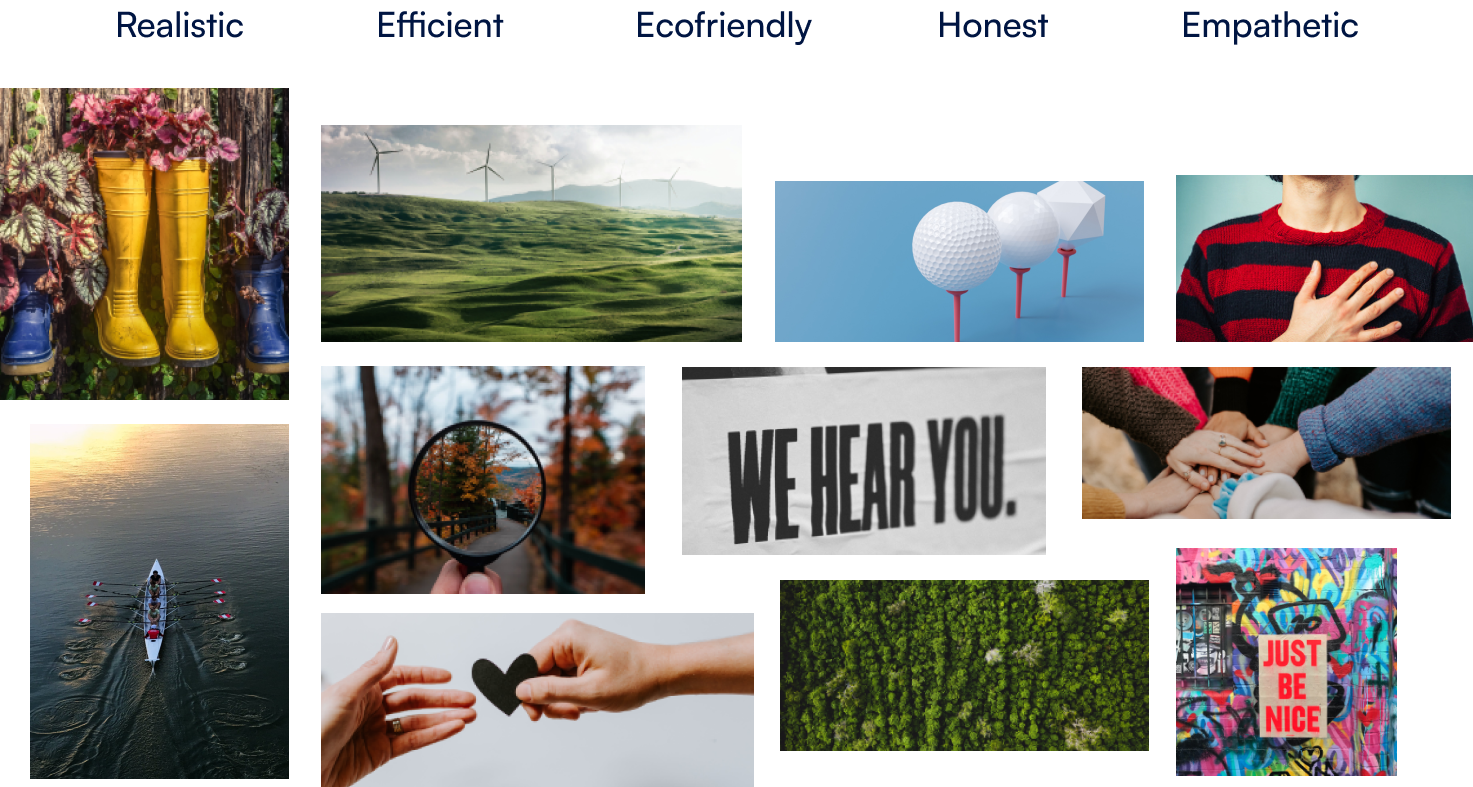 Realistic
Efficient
Ecofriendly
Honest
Empathetic
WE HEAR YOU.
JUST
BE
NICE